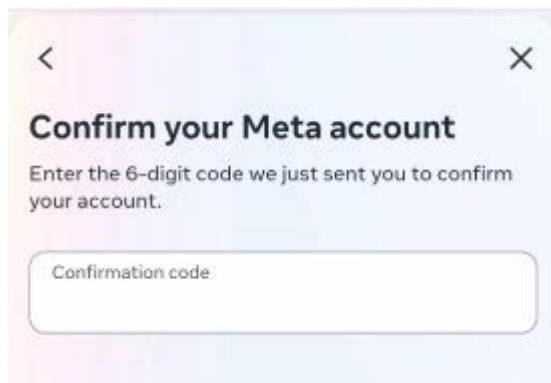 Confirm your Meta account
Enter the 6-digit code we just sent you to confirm
your account.
Confirmation code